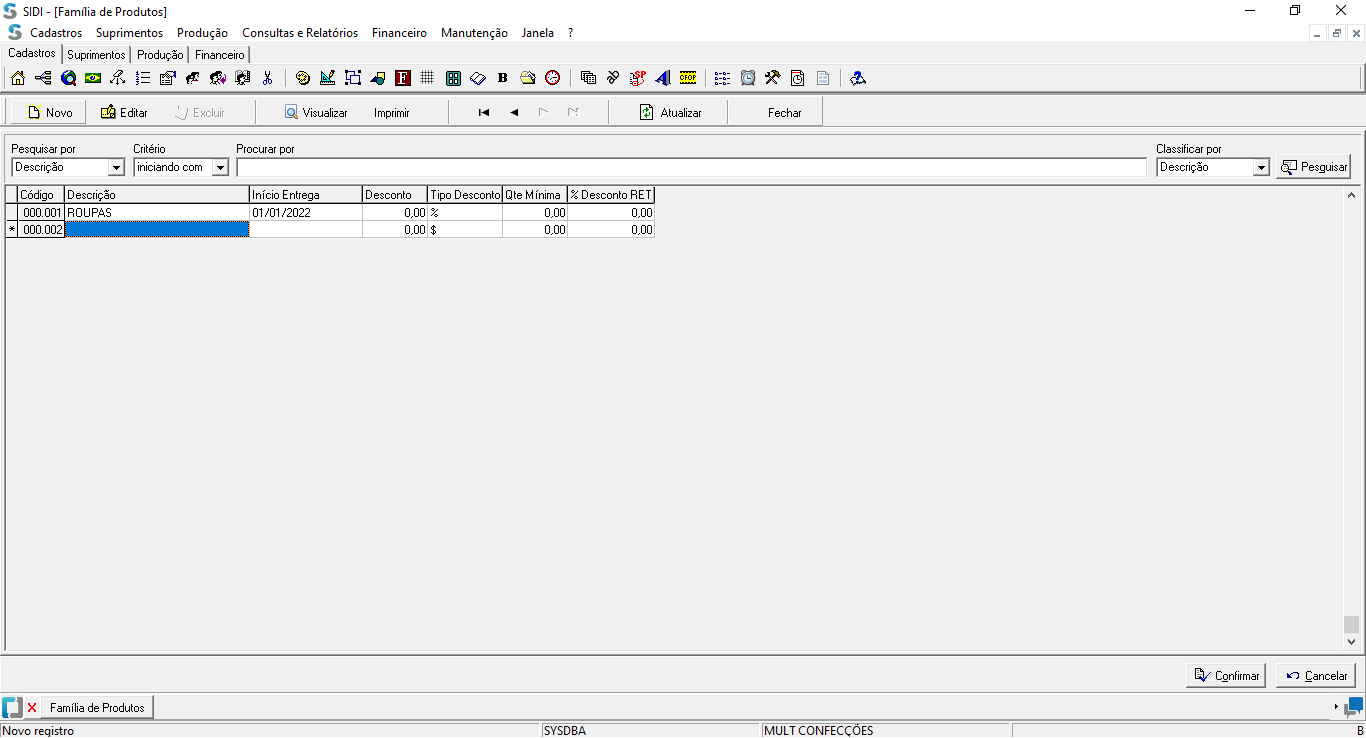 SIDI - [Família de Produtos]
Cadastros Suprimentos Produção Consultas e Relatórios Financeiro Manutenção Janela ?
Cadastros Suprimentos Produção Financeiro
F B SP CFOP
Novo Editar Excluir Visualizar Imprimir Atualizar Fechar
Pesquisar por Critério Procurar por Classificar por
Descrição iniciando com Descrição Pesquisar
Código Descrição Início Entrega Desconto Tipo Desconto Qte Mínima % Desconto RET
000.001 ROUPAS 01/01/2022 0,00 % 0,00 0,00
* 000.002 0,00 $ 0,00 0,00
Confirmar Cancelar
Família de Produtos
Novo registro SYSDBA MULT CONFECÇÕES B